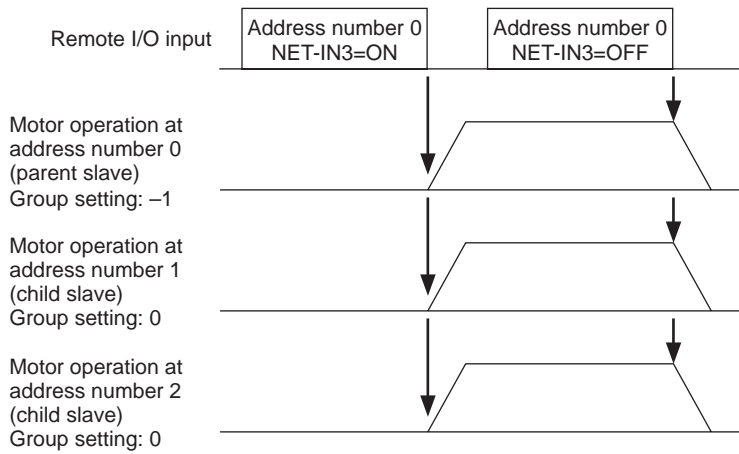 Remote I/O input
Address number 0
NET-IN3=ON
Address number 0
NET-IN3=OFF
Motor operation at
address number 0
(parent slave)
Group setting: –1
Motor operation at
address number 1
(child slave)
Group setting: 0
Motor operation at
address number 2
(child slave)
Group setting: 0